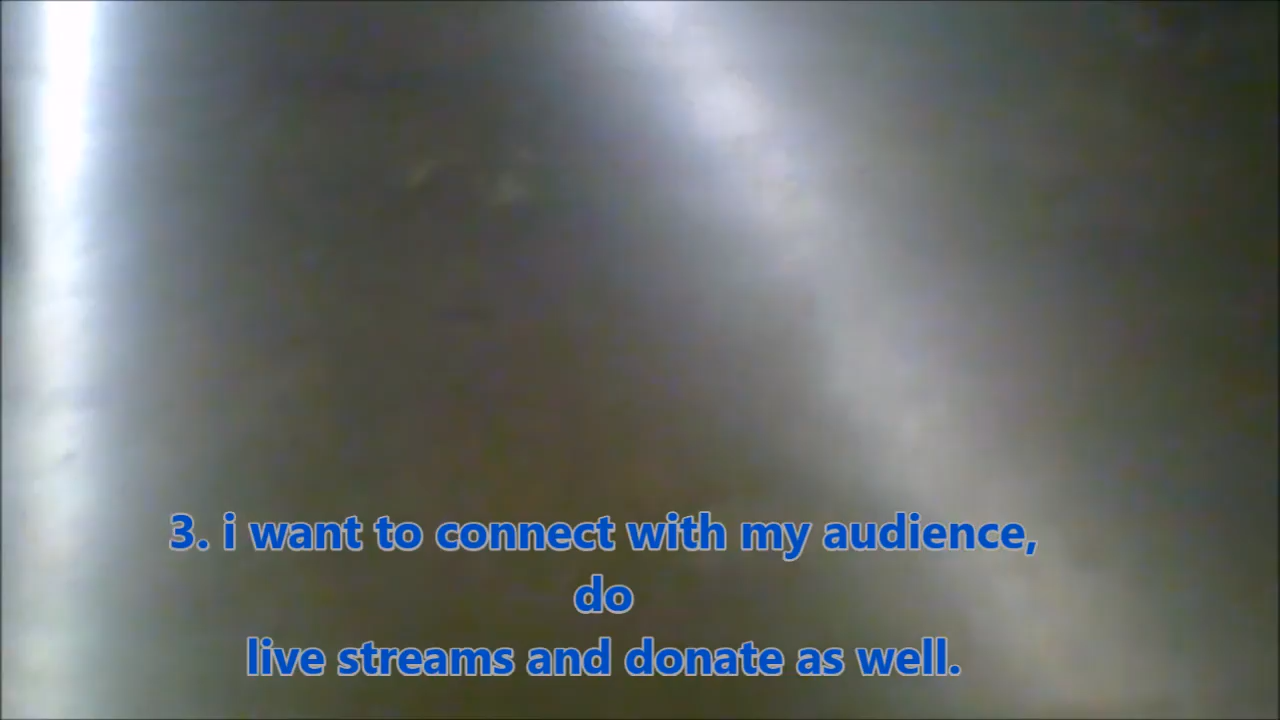 3. i want to connect with my audience,
do
live streams and donate as well.